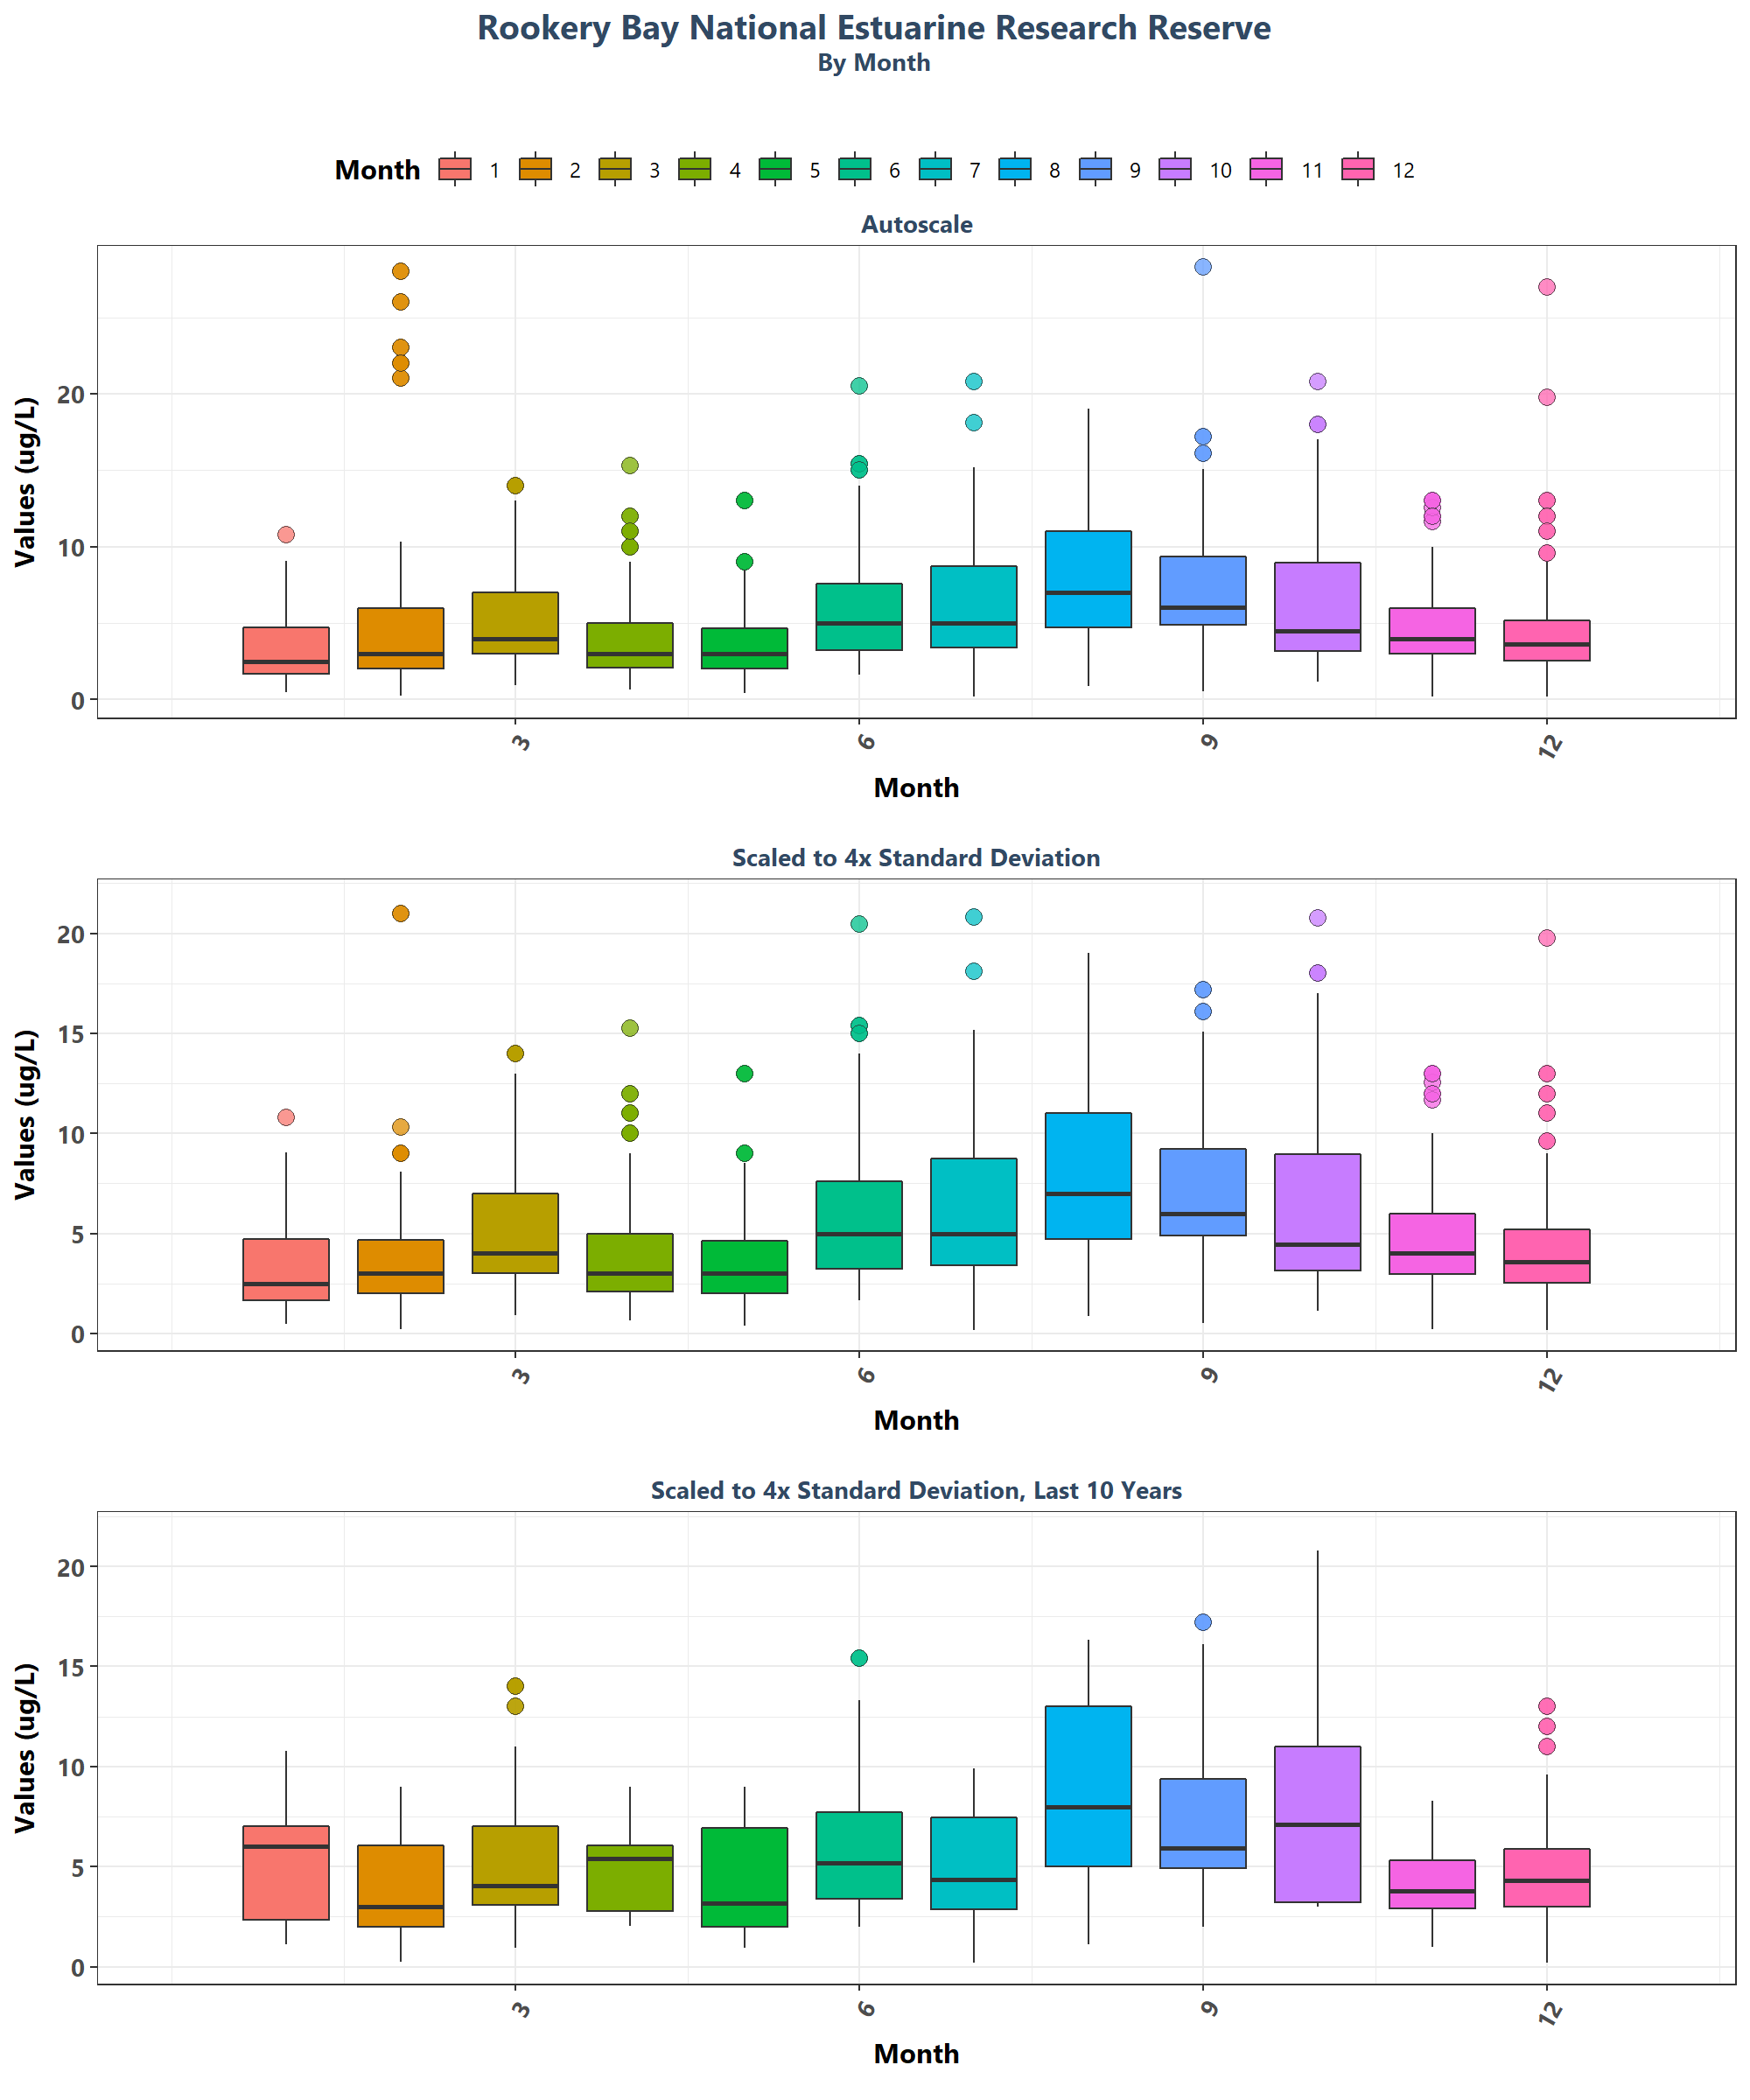 Rookery Bay National Estuarine Research Reserve
By Month
Month 1 2 3 4 5 6 7 8 9 10 11 12
Autoscale
Values (ug/L)
20
10
0
3 6 9 12
Month
Scaled to 4x Standard Deviation
Values (ug/L)
20
15
10
5
0
3 6 9 12
Month
Scaled to 4x Standard Deviation, Last 10 Years
Values (ug/L)
20
15
10
5
0
3 6 9 12
Month